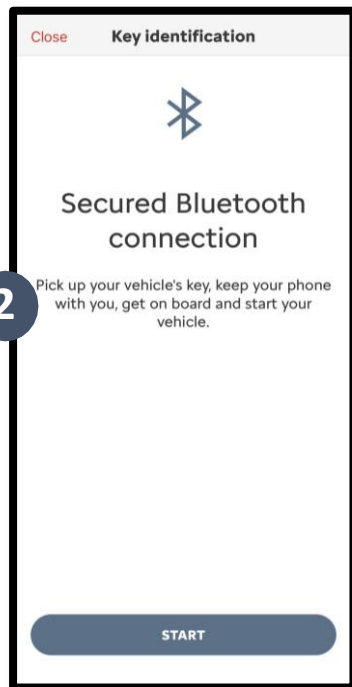 Close Key identification
Secured Bluetooth
connection
2
Pick up your vehicle's key, keep your phone
with you, get on board and start your
vehicle.
START